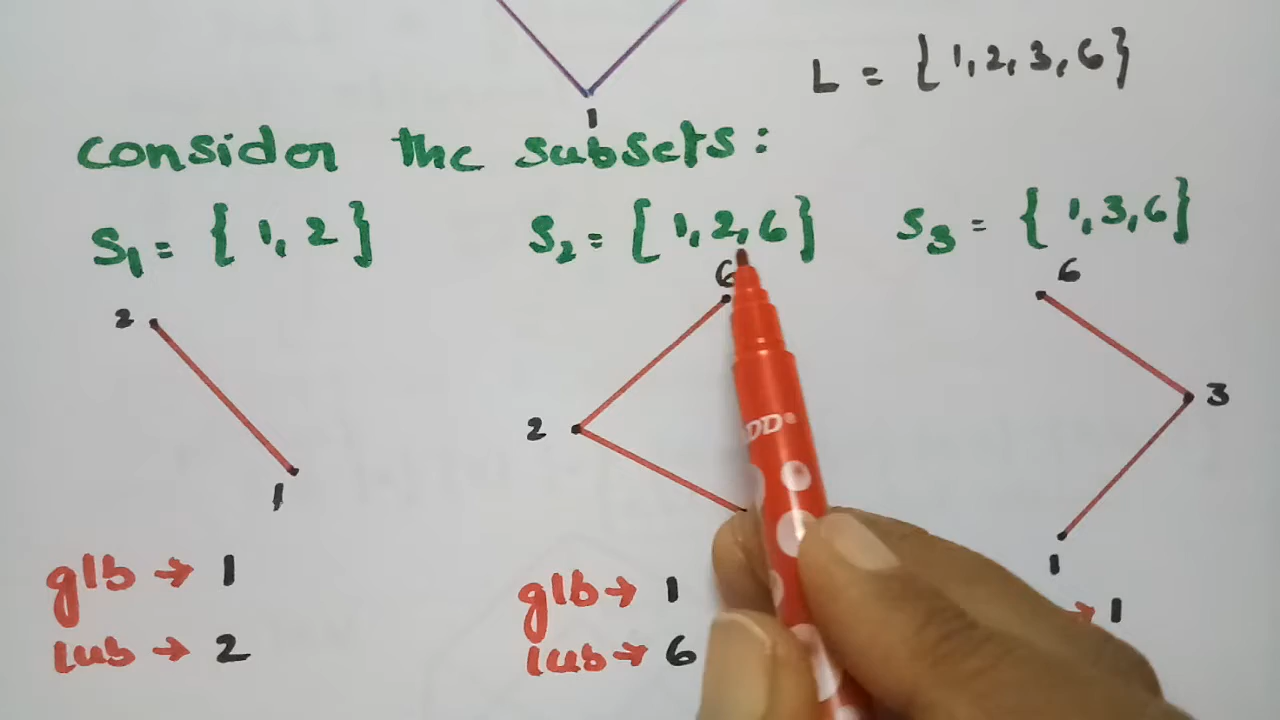 L = {1,2,3,6}
1
consider the subsets:
S1 = {1,2} S2 = {1,2,6} S3 = {1,3,6}
2 6 6
2 3
1 1
glb → 1 glb → 1 → 1
lub → 2 lub → 6